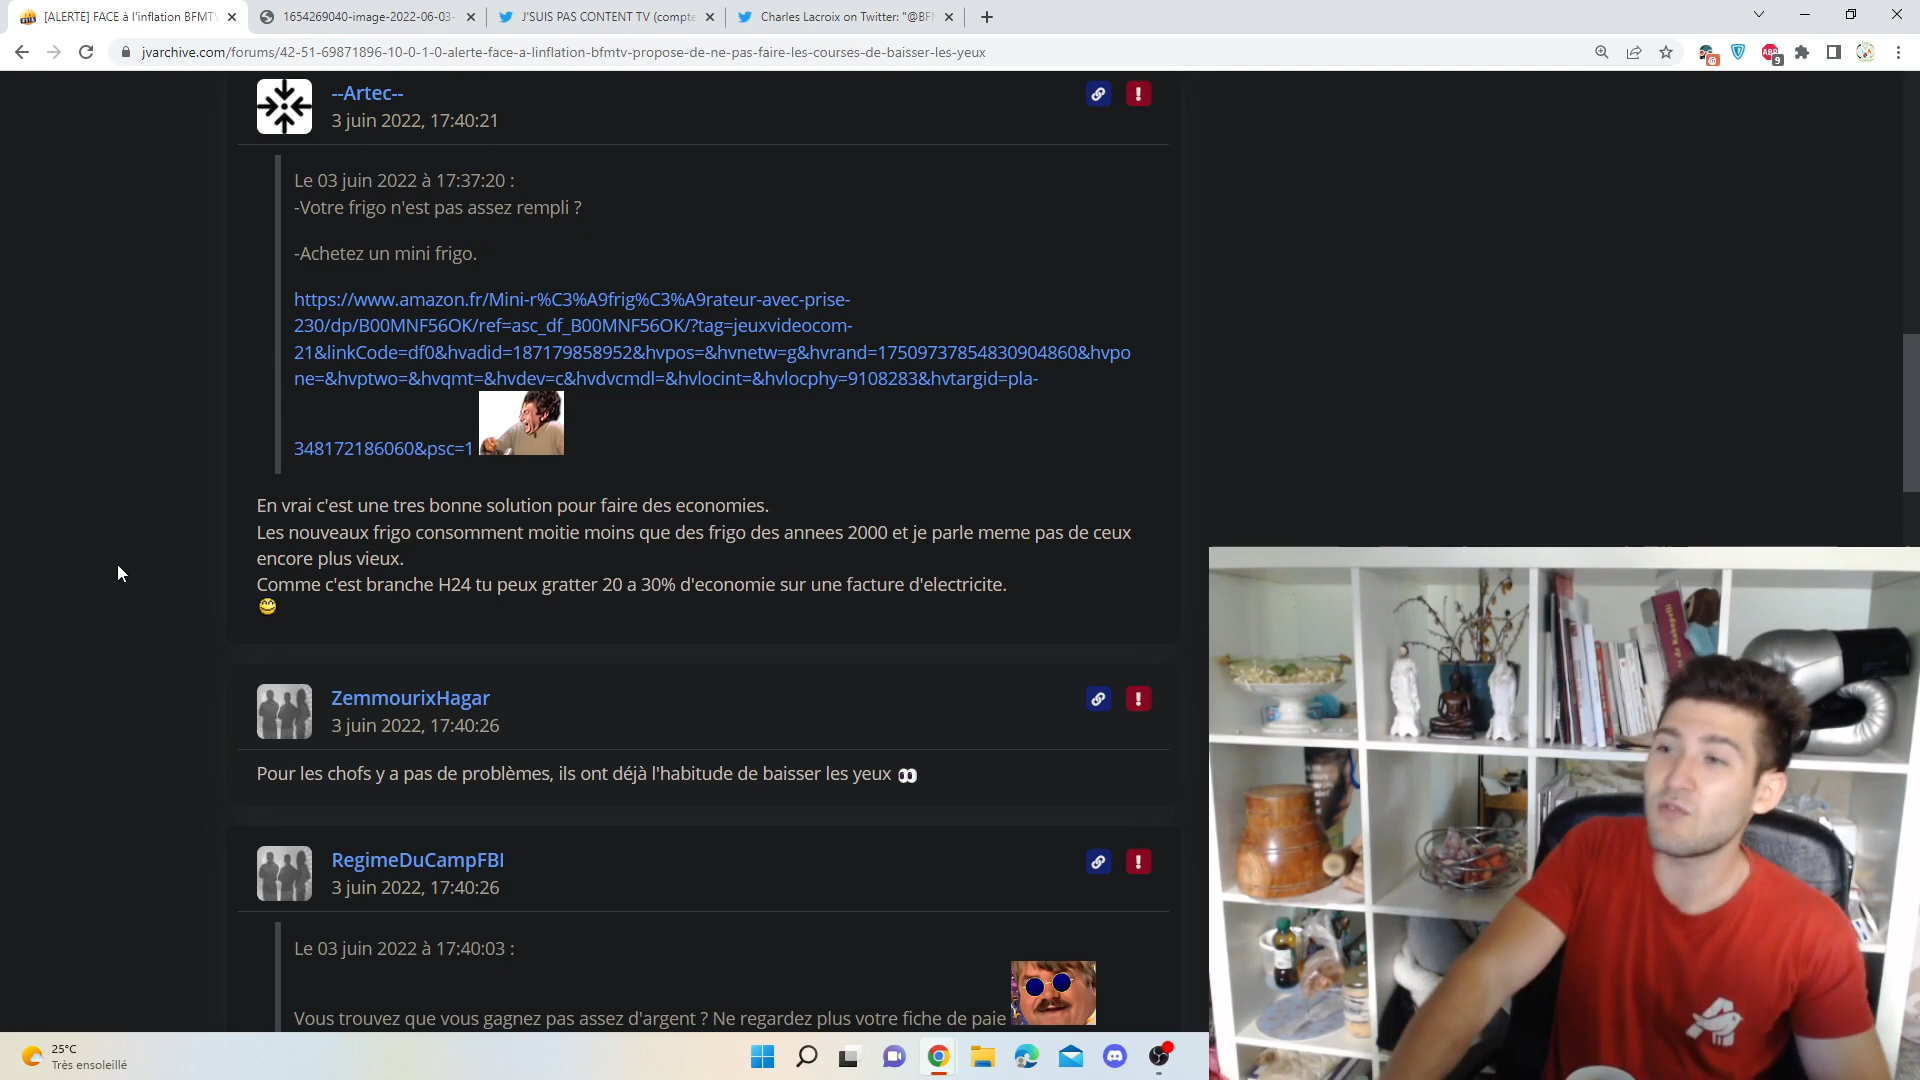 [ALERTE] FACE à l'inflation BFMTV
1654269040-image-2022-06-03-
J'SUIS PAS CONTENT TV (compte
Charles Lacroix on Twitter: "@BFM
jvarchive.com/forums/42-51-69871896-10-0-1-0-alerte-face-a-linflation-bfmtv-propose-de-ne-pas-faire-les-courses-de-baisser-les-yeux
--Artec--
3 juin 2022, 17:40:21
Le 03 juin 2022 à 17:37:20 :
-Votre frigo n'est pas assez rempli ?
-Achetez un mini frigo.
https://www.amazon.fr/Mini-r%C3%A9frig%C3%A9rateur-avec-prise-
230/dp/B00MNF56OK/ref=asc_df_B00MNF56OK/?tag=jeuxvideocom-
21&linkCode=df0&hvadid=187179858952&hvpos=&hvnetw=g&hvrand=17509737854830904860&hvpo
ne=&hvptwo=&hvqmt=&hvdev=c&hvdvcmdl=&hvlocint=&hvlocphy=9108283&hvtargid=pla-
348172186060&psc=1
En vrai c'est une tres bonne solution pour faire des economies.
Les nouveaux frigo consomment moitie moins que des frigo des annees 2000 et je parle meme pas de ceux
encore plus vieux.
Comme c'est branche H24 tu peux gratter 20 a 30% d'economie sur une facture d'electricite.
ZemmourixHagar
3 juin 2022, 17:40:26
Pour les chofs y a pas de problèmes, ils ont déjà l'habitude de baisser les yeux
RegimeDuCampFBI
3 juin 2022, 17:40:26
Le 03 juin 2022 à 17:40:03 :
Vous trouvez que vous gagnez pas assez d'argent ? Ne regardez plus votre fiche de paie
25°C
Très ensoleillé